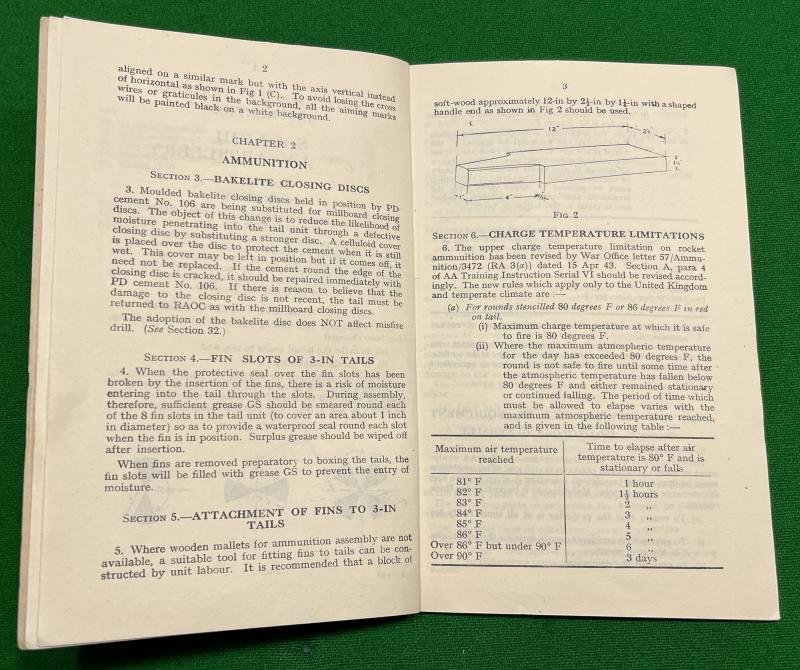 2
aligned on a similar mark but with the axis vertical instead
of horizontal as shown in Fig 1 (C). To avoid losing the cross
wires or graticules in the background, all the aiming marks
will be painted black on a white background.
CHAPTER 2
AMMUNITION
SECTION 3.—BAKELITE CLOSING DISCS
3. Moulded bakelite closing discs held in position by PD
cement No. 106 are being substituted for millboard closing
discs. The object of this change is to reduce the likelihood of
moisture penetrating into the tail unit through a defective
closing disc by substituting a stronger disc. A celluloid cover
is placed over the disc to protect the cement when it is still
wet. This cover may be left in position but if it comes off, it
need not be replaced. If the cement round the edge of the
closing disc is cracked, it should be repaired immediately with
PD cement No. 106. If there is reason to believe that the
damage to the closing disc is not recent, the tail must be
returned to RAOC as with the millboard closing discs.
The adoption of the bakelite disc does NOT affect misfire
drill. (See Section 32.)
SECTION 4.—FIN SLOTS OF 3-IN TAILS
4. When the protective seal over the fin slots has been
broken by the insertion of the fins, there is a risk of moisture
entering into the tail through the slots. During assembly,
therefore, sufficient grease GS should be smeared round each
of the 8 fin slots in the tail unit (to cover an area about 1 inch
in diameter) so as to provide a waterproof seal round each slot
when the fin is in position. Surplus grease should be wiped off
after insertion.
When fins are removed preparatory to boxing the tails, the
fin slots will be filled with grease GS to prevent the entry of
moisture.
SECTION 5.—ATTACHMENT OF FINS TO 3-IN
TAILS
5. Where wooden mallets for ammunition assembly are not
available, a suitable tool for fitting fins to tails can be con-
structed by unit labour. It is recommended that a block of
3
soft-wood approximately 12-in by 2½-in by 1¼-in with a shaped
handle end as shown in Fig 2 should be used.
12"
4"
FIG 2
SECTION 6.—CHARGE TEMPERATURE LIMITATIONS
6. The upper charge temperature limitation on rocket
ammunition has been revised by War Office letter 57/Ammu-
nition/3472 (RA 3(a)) dated 15 Apr 43. Section A, para 4
of AA Training Instruction Serial VI should be revised accord-
ingly. The new rules which apply only to the United Kingdom
and temperate climate are :—
(a) For rounds stencilled 80 degrees F or 86 degrees F in red
on tail.
(i) Maximum charge temperature at which it is safe
to fire is 80 degrees F.
(ii) Where the maximum atmospheric temperature
for the day has exceeded 80 degrees F, the
round is not safe to fire until some time after
the atmospheric temperature has fallen below
80 degrees F and either remained stationary
or continued falling. The period of time which
must be allowed to elapse varies with the
maximum atmospheric temperature reached,
and is given in the following table :—
Maximum air temperature
reached
Time to elapse after air
temperature is 80° F and is
stationary or falls
81° F 1 hour
82° F 1½ hours
83° F 2 ,,
84° F 3 ,,
85° F 4 ,,
86° F 5 ,,
Over 86° F but under 90° F 6 ,,
Over 90° F 3 days